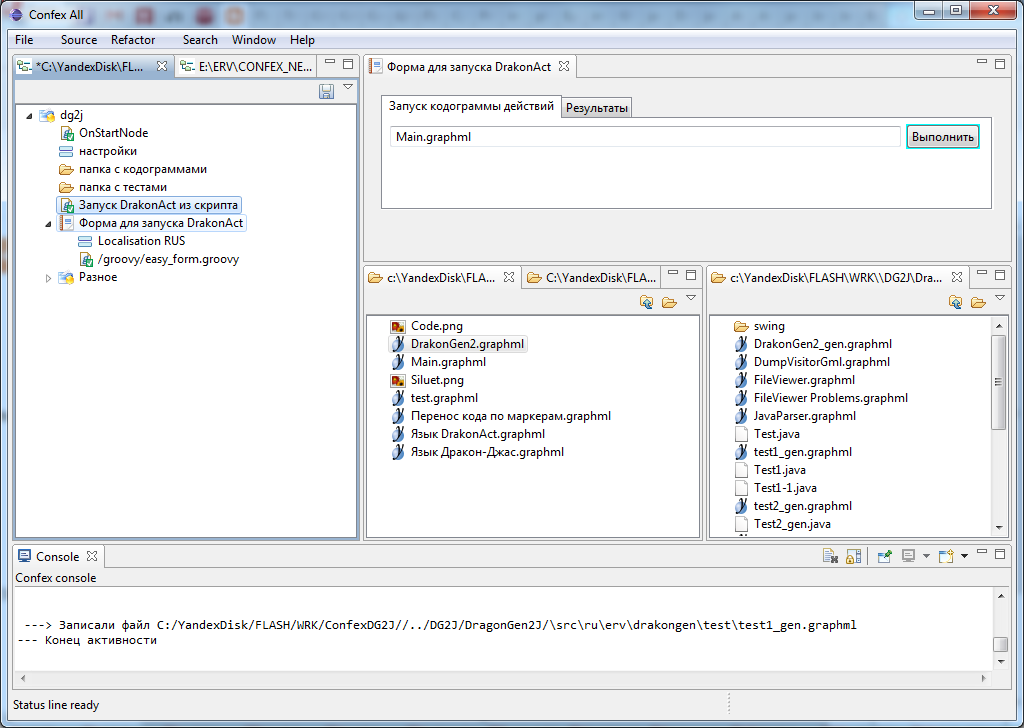 Confex All
File Source Refactor Search Window Help
*C:\YandexDisk\FL... E:\ERV\CONFEX_NE...
dg2j
OnStartNode
настройки
папка с кодограммами
папка с тестами
Запуск DrakonAct из скрипта
Форма для запуска DrakonAct
Localisation RUS
/groovy/easy_form.groovy
Разное
Форма для запуска DrakonAct
Запуск кодограммы действий Результаты
Main.graphml Выполнить
c:\YandexDisk\FLA... C:\YandexDisk\FLA...
Code.png
DrakonGen2.graphml
Main.graphml
Siluet.png
test.graphml
Перенос кода по маркерам.graphml
Язык DrakonAct.graphml
Язык Дракон-Джас.graphml
c:\YandexDisk\FLASH\WRK\\DG2J\Dra...
swing
DrakonGen2_gen.graphml
DumpVisitorGml.graphml
FileViewer.graphml
FileViewer Problems.graphml
JavaParser.graphml
Test.java
test1_gen.graphml
Test1.java
Test1-1.java
test2_gen.graphml
Test2_gen.java
Console
Confex console
---> Записали файл C:/YandexDisk/FLASH/WRK/ConfexDG2J//../DG2J/DragonGen2J/\src\ru\erv\drakongen\test\test1_gen.graphml
--- Конец активности
Status line ready